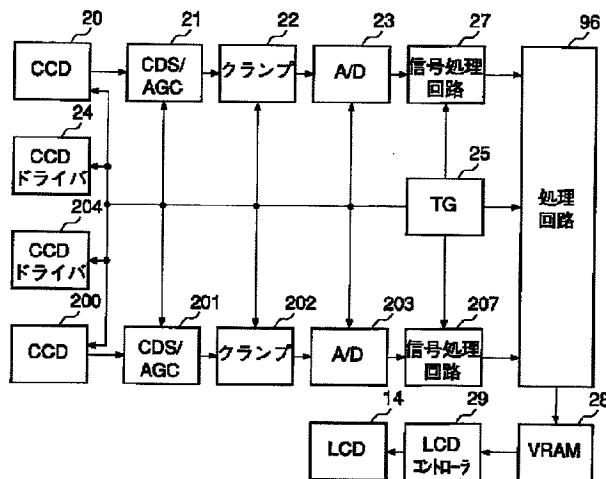 20
21
22
23
27
96
CCD
CDS/
AGC
クランプ
A/D
信号処理
回路
24
CCD
ドライバ
25
TG
処理
回路
204
CCD
ドライバ
200
201
202
203
207
CCD
CDS/
AGC
クランプ
A/D
信号処理
回路
14
29
28
LCD
LCD
コントローラ
VRAM